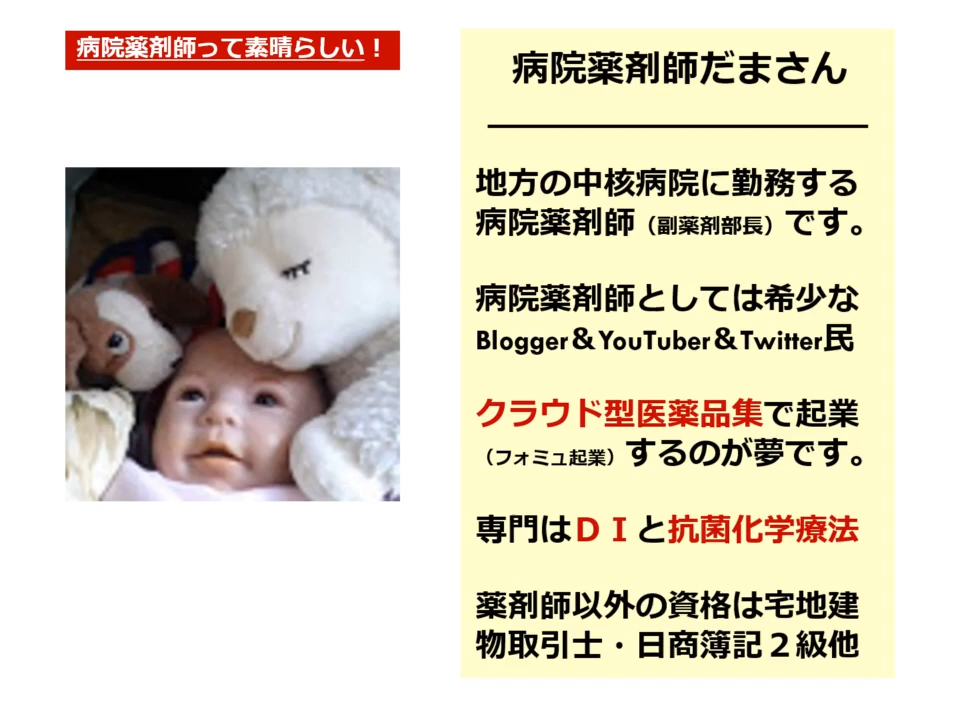 病院薬剤師って素晴らしい！
病院薬剤師だまさん
地方の中核病院に勤務する
病院薬剤師（副薬剤部長）です。
病院薬剤師としては希少な
Blogger＆YouTuber＆Twitter民
クラウド型医薬品集で起業
（フォミュ起業）するのが夢です。
専門はＤＩと抗菌化学療法
薬剤師以外の資格は宅地建
物取引士・日商簿記２級他